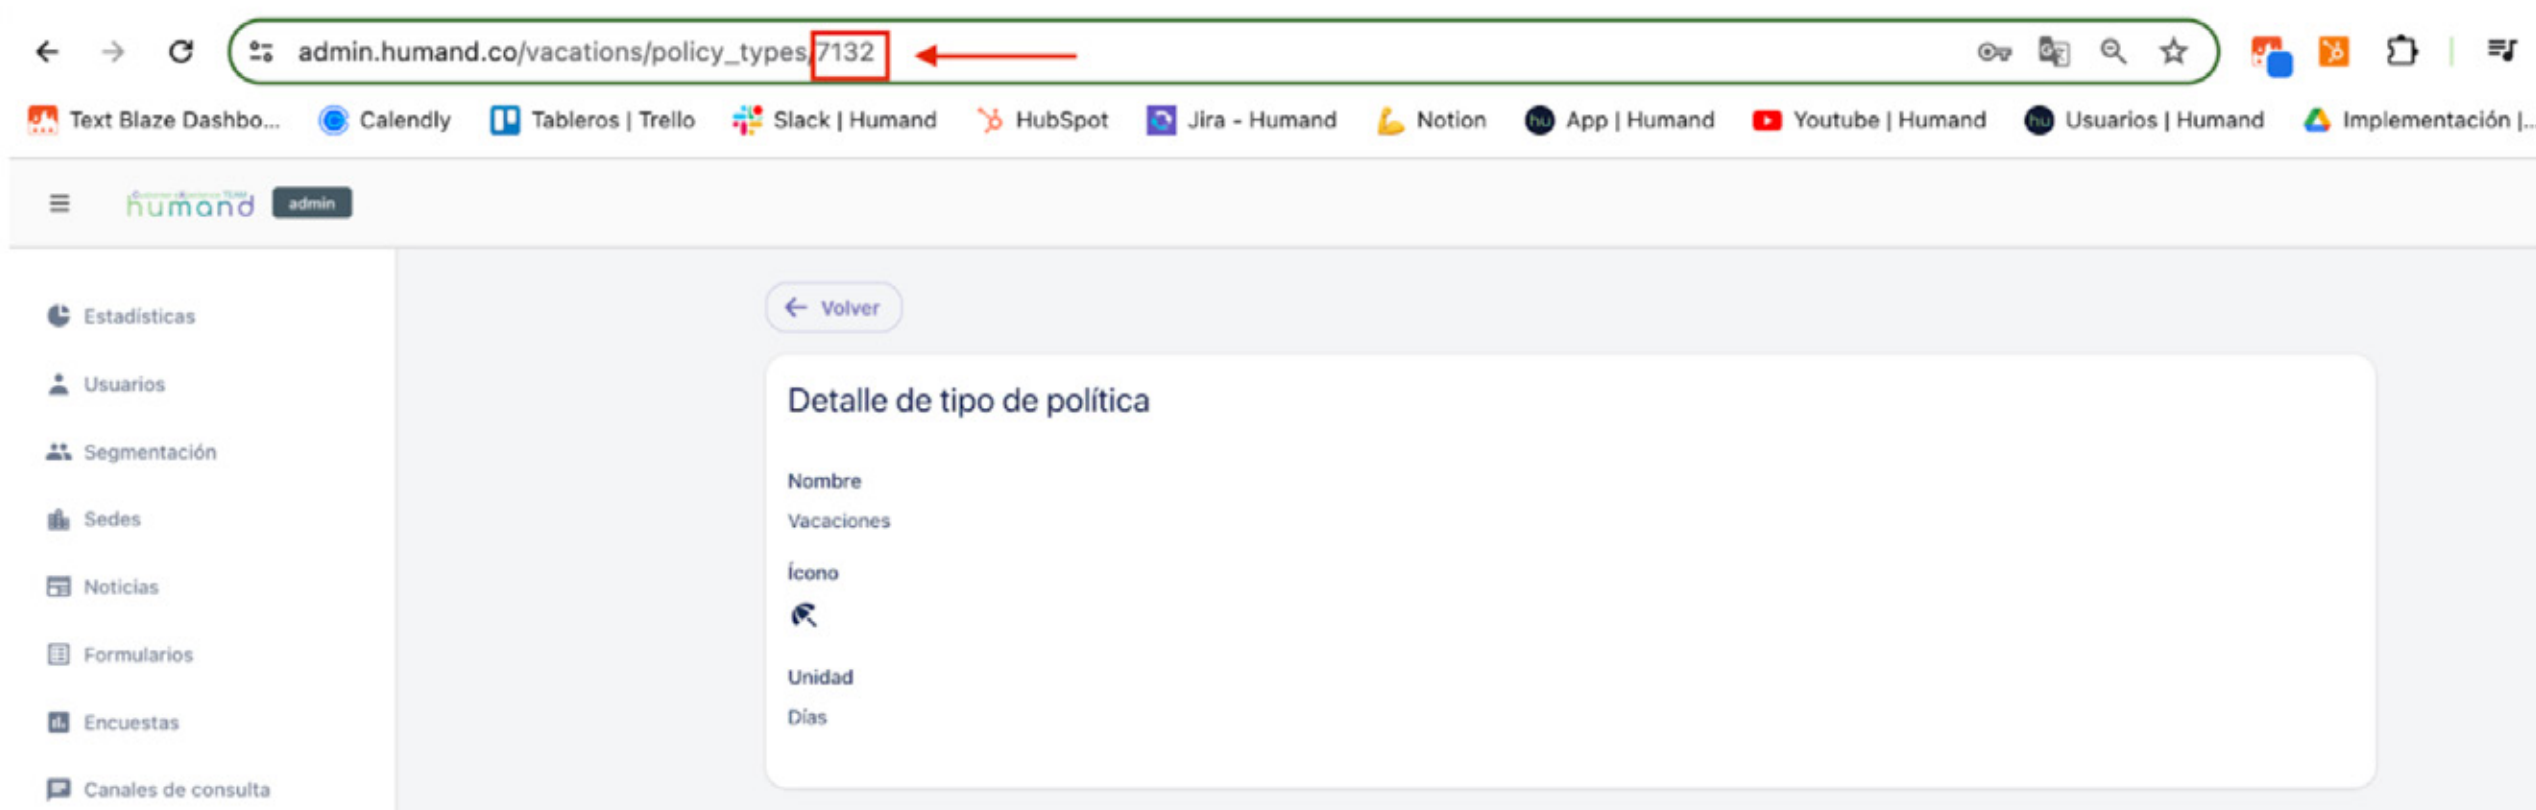 admin.humand.co/vacations/policy_types/7132
Text Blaze Dashbo... Calendly Tableros | Trello Slack | Humand HubSpot Jira - Humand Notion hu App | Humand Youtube | Humand hu Usuarios | Humand Implementación |...
humand admin
Volver
Estadísticas
Usuarios
Segmentación
Sedes
Noticias
Formularios
Encuestas
Canales de consulta
Detalle de tipo de política
Nombre
Vacaciones
Ícono
Unidad
Días